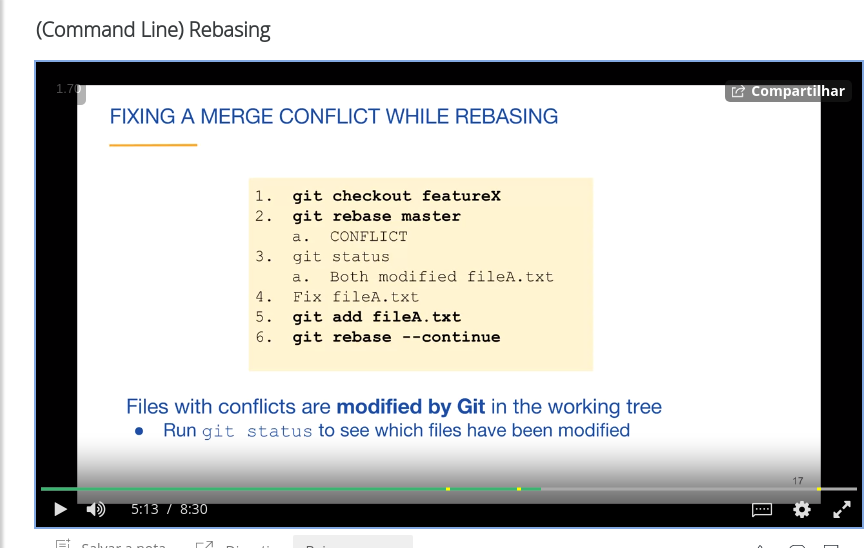 (Command Line) Rebasing
1.70
Compartilhar
FIXING A MERGE CONFLICT WHILE REBASING
1. git checkout featureX
2. git rebase master
a. CONFLICT
3. git status
a. Both modified fileA.txt
4. Fix fileA.txt
5. git add fileA.txt
6. git rebase --continue
Files with conflicts are modified by Git in the working tree
● Run git status to see which files have been modified
17
5:13 / 8:30
Salvar a nota